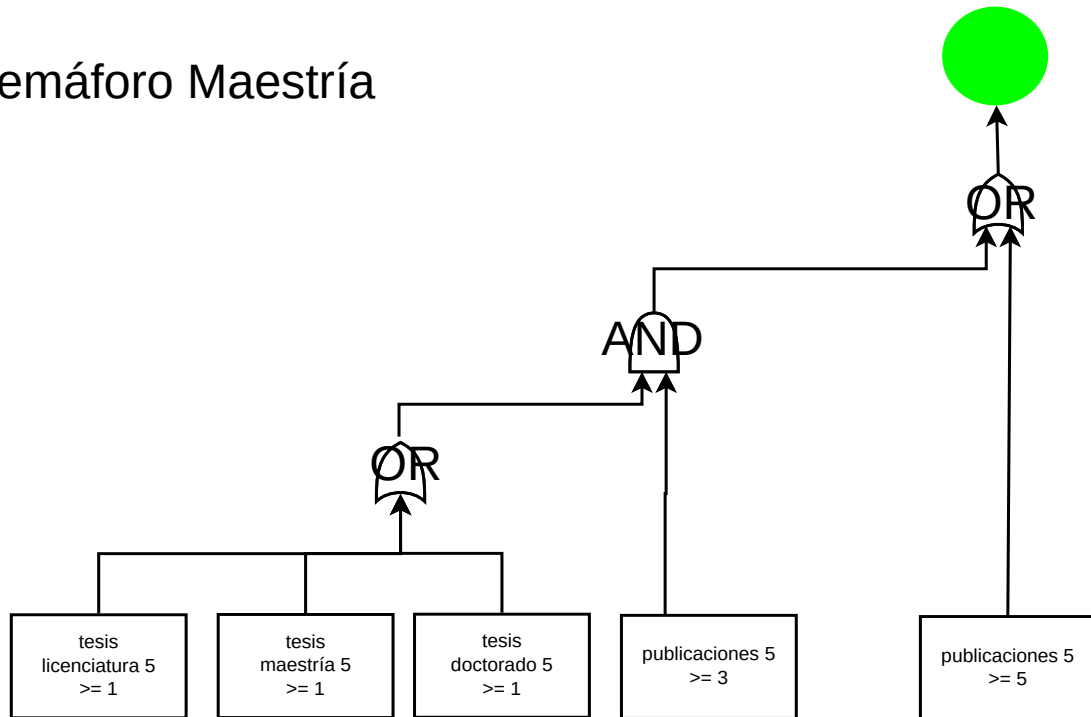 emáforo Maestría
OR
AND
OR
tesis
licenciatura 5
>= 1
tesis
maestría 5
>= 1
tesis
doctorado 5
>= 1
publicaciones 5
>= 3
publicaciones 5
>= 5